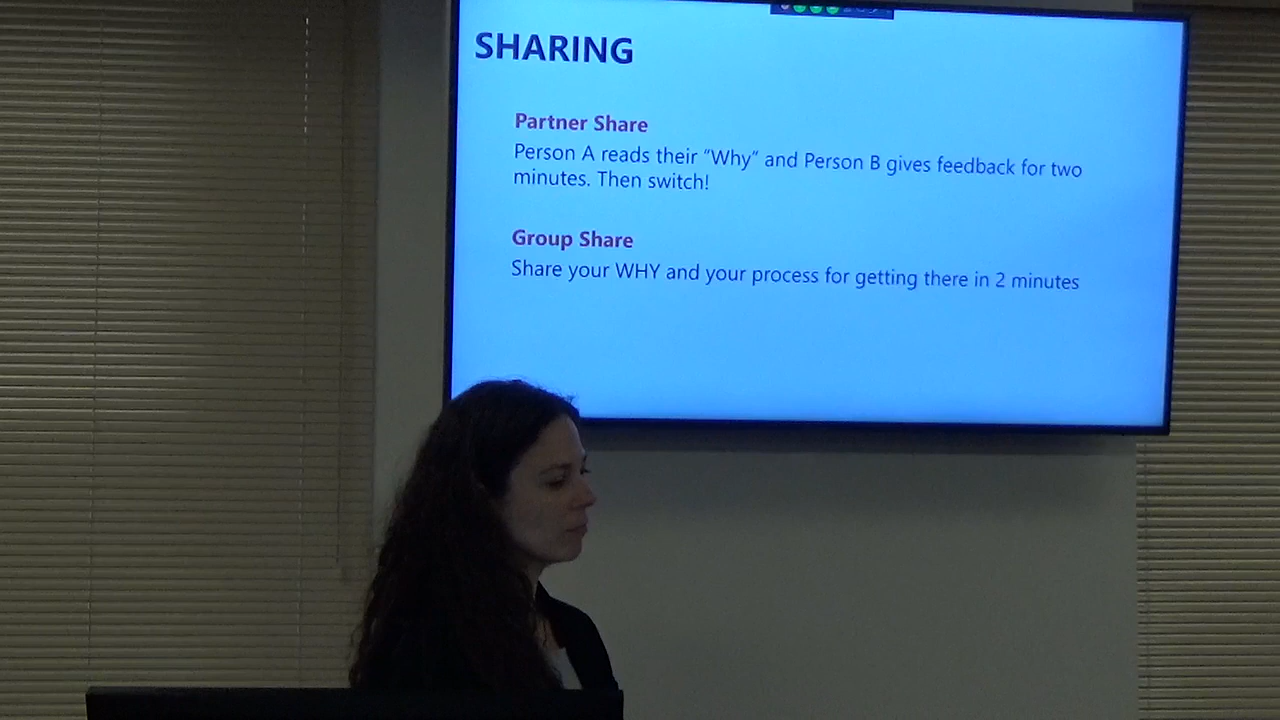 SHARING
Partner Share
Person A reads their “Why” and Person B gives feedback for two
minutes. Then switch!
Group Share
Share your WHY and your process for getting there in 2 minutes